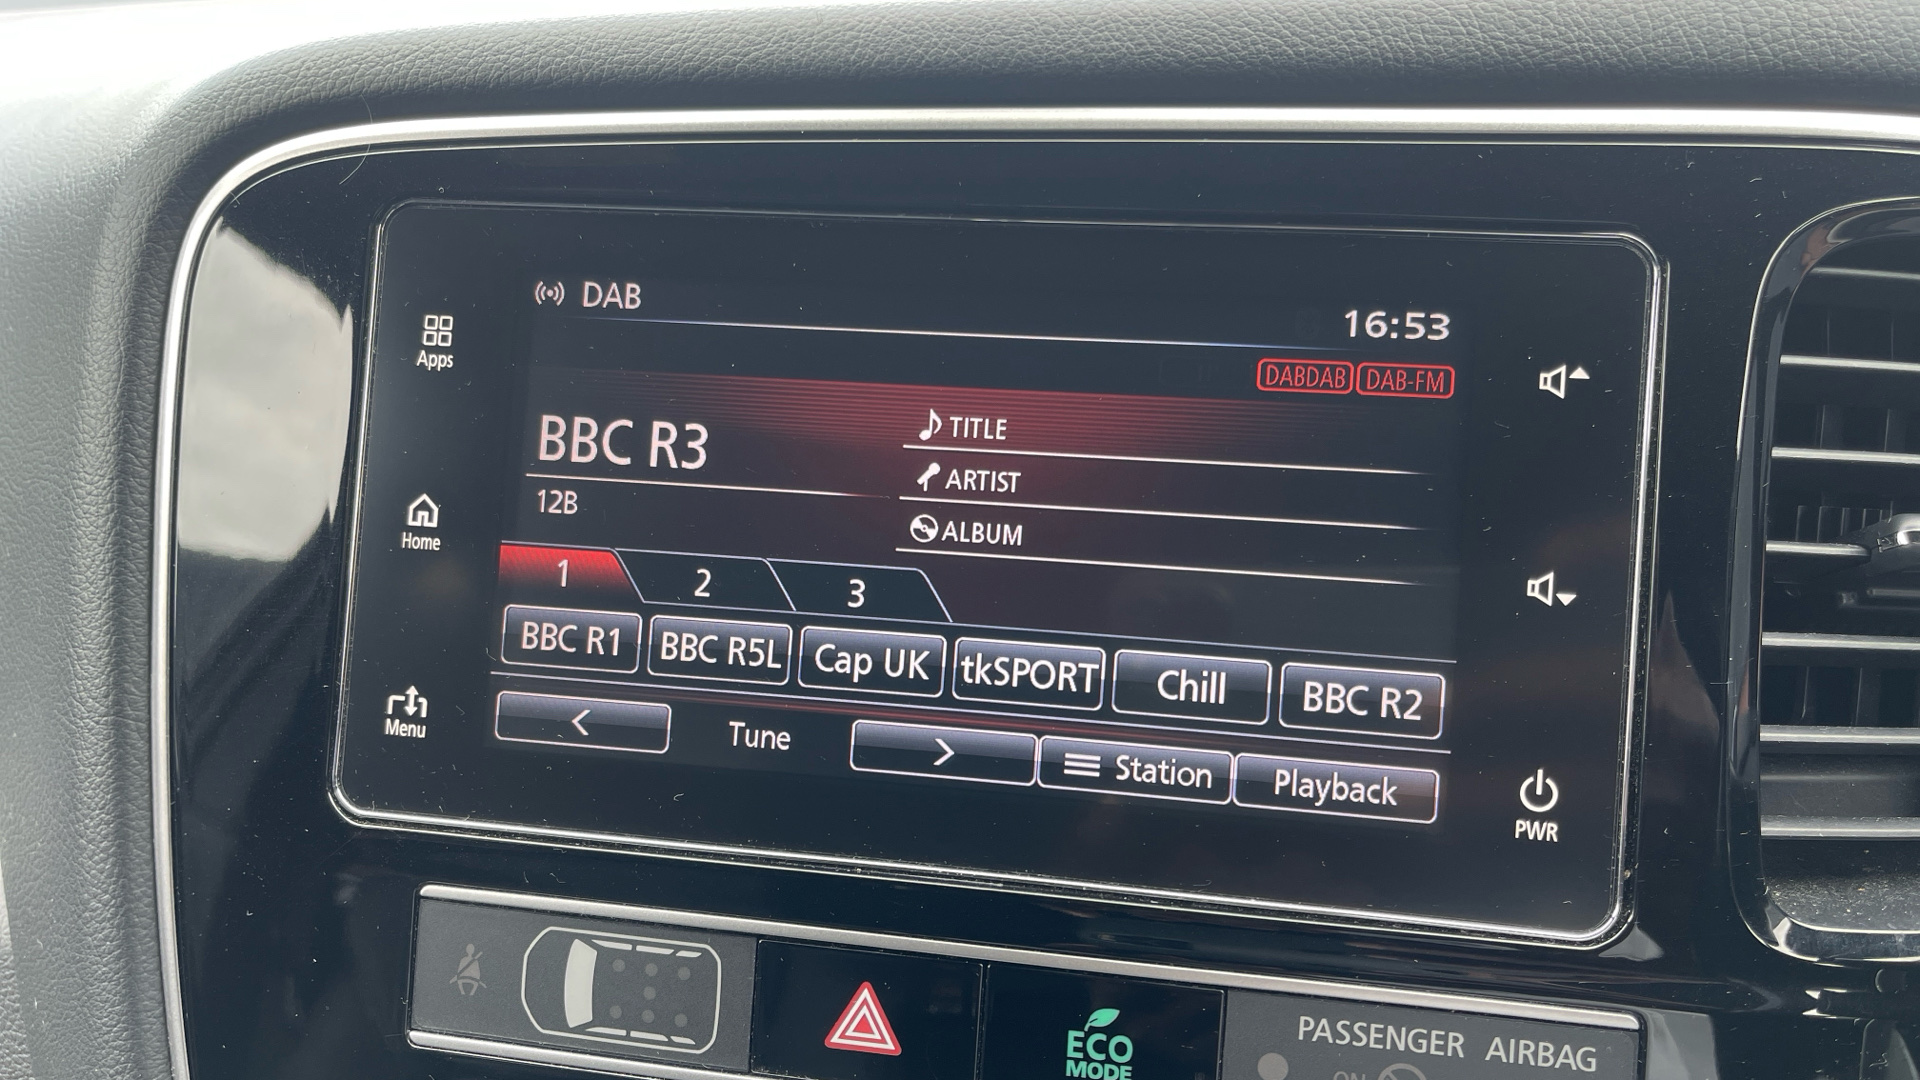 DAB
16:53
Apps
DABDAB DAB-FM
BBC R3
TITLE
ARTIST
12B
ALBUM
Home
1 2 3
BBC R1 BBC R5L Cap UK tkSPORT Chill BBC R2
Menu
< Tune > Station Playback
PWR
ECO
MODE
PASSENGER AIRBAG
ON